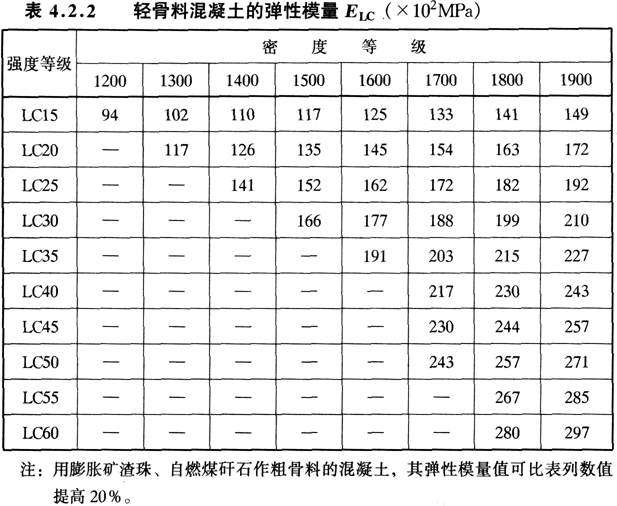 表 4.2.2 轻骨料混凝土的弹性模量 E_LC (×10²MPa)
强度等级 密度等级
1200 1300 1400 1500 1600 1700 1800 1900
LC15 94 102 110 117 125 133 141 149
LC20 — 117 126 135 145 154 163 172
LC25 — — 141 152 162 172 182 192
LC30 — — — 166 177 188 199 210
LC35 — — — — 191 203 215 227
LC40 — — — — — 217 230 243
LC45 — — — — — 230 244 257
LC50 — — — — — 243 257 271
LC55 — — — — — — 267 285
LC60 — — — — — — 280 297
注：用膨胀矿渣珠、自燃煤矸石作粗骨料的混凝土，其弹性模量值可比表列数值
提高 20%。